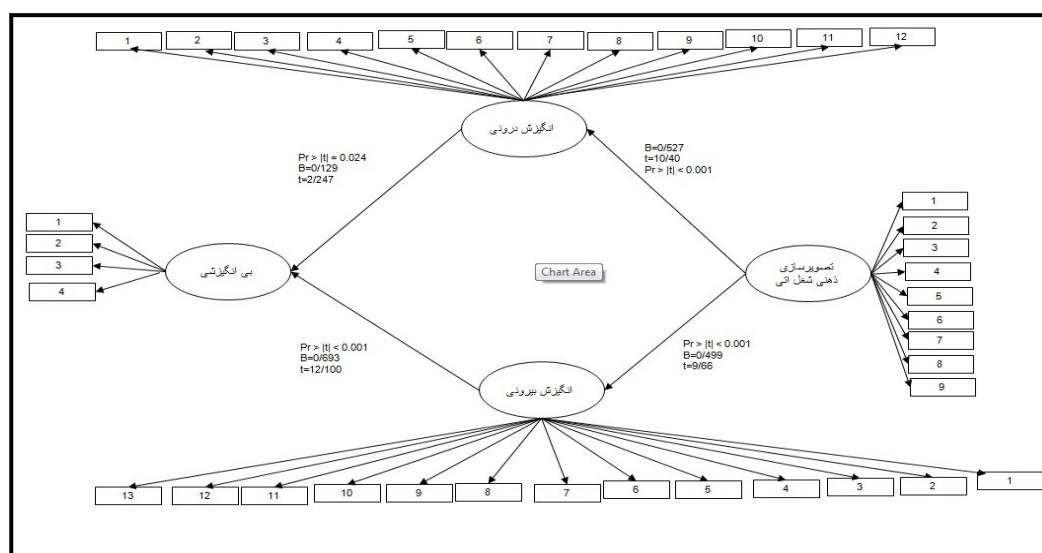 1
2
3
4
5
6
7
8
9
10
11
12
انگیزش درونی
Pr > |t| = 0.024
B=0/129
t=2/247
B=0/527
t=10/40
Pr > |t| < 0.001
1
2
3
4
بی انگیزشی
Chart Area
تصویرسازی
ذهنی شغل اتی
1
2
3
4
5
6
7
8
9
Pr > |t| < 0.001
B=0/693
t=12/100
Pr > |t| < 0.001
B=0/499
t=9/66
انگیزش بیرونی
13
12
11
10
9
8
7
6
5
4
3
2
1